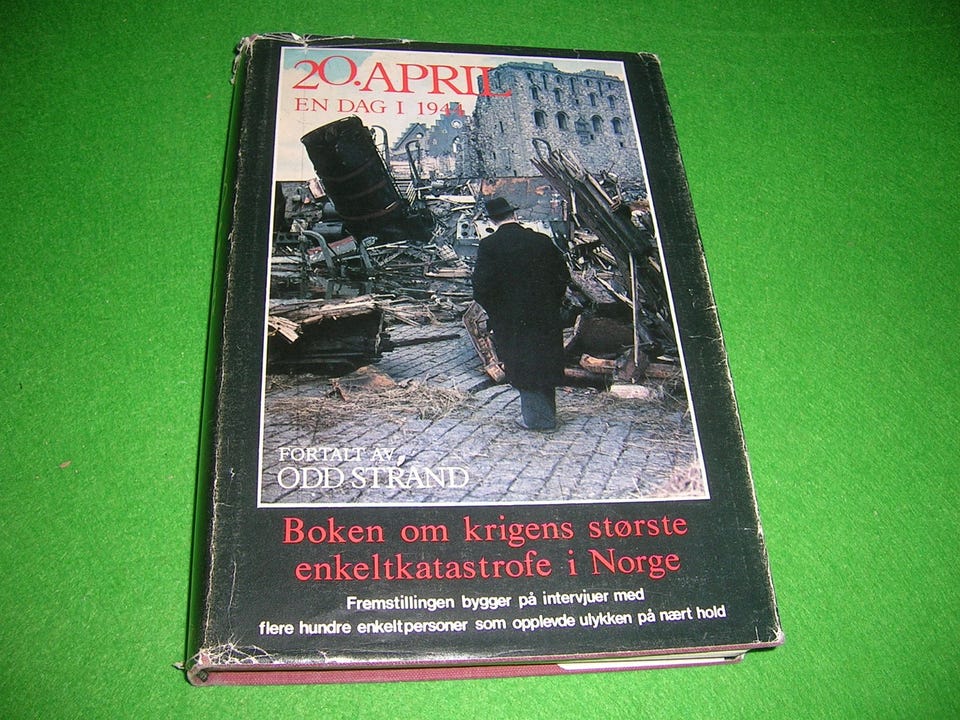 20. APRIL
EN DAG I 1944
FORTALT AV
ODD STRAND
Boken om krigens største
enkeltkatastrofe i Norge
Fremstillingen bygger på intervjuer med
flere hundre enkeltpersoner som opplevde ulykken på nært hold